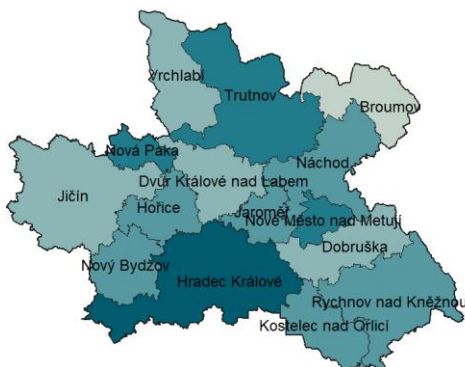 Vrchlabí
Trutnov
Broumov
Nová Paka
Náchod
Dvůr Králové nad Labem
Jičín
Hořice
Jaroměř
Nové Město nad Metují
Dobruška
Nový Bydžov
Hradec Králové
Rychnov nad Kněžnou
Kostelec nad Orlicí